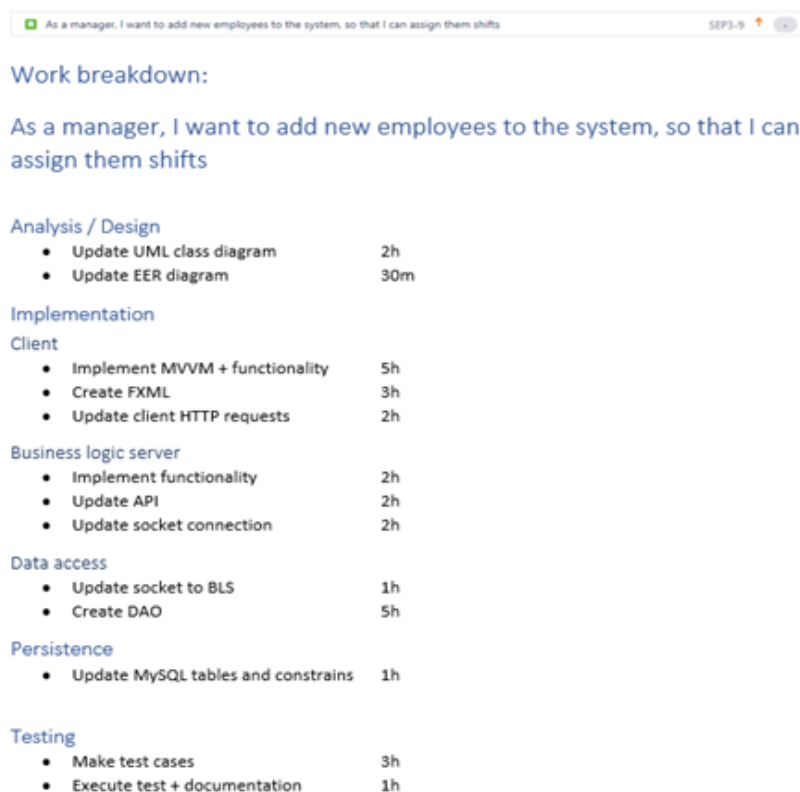 As a manager, I want to add new employees to the system, so that I can assign them shifts SEP3-9
Work breakdown:
As a manager, I want to add new employees to the system, so that I can
assign them shifts
Analysis / Design
• Update UML class diagram 2h
• Update EER diagram 30m
Implementation
Client
• Implement MVVM + functionality 5h
• Create FXML 3h
• Update client HTTP requests 2h
Business logic server
• Implement functionality 2h
• Update API 2h
• Update socket connection 2h
Data access
• Update socket to BLS 1h
• Create DAO 5h
Persistence
• Update MySQL tables and constrains 1h
Testing
• Make test cases 3h
• Execute test + documentation 1h